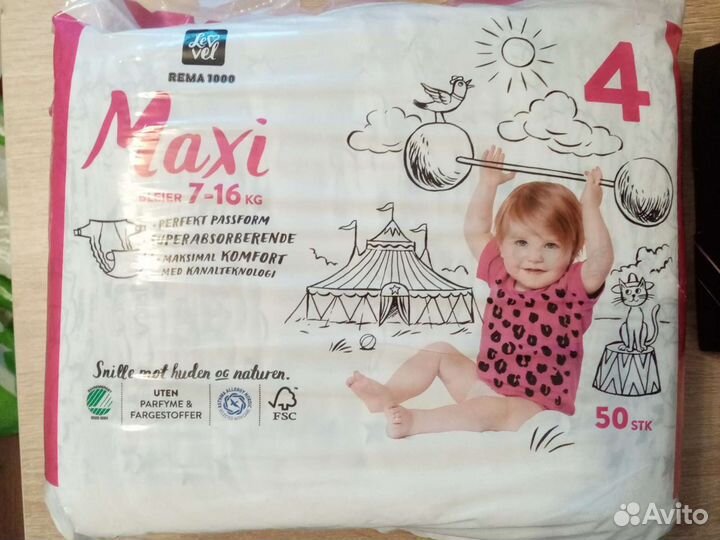 Le♥
vel
REMA 1000
4
Maxi
BLEIER 7-16 KG
PERFEKT PASSFORM
SUPERABSORBERENDE
MAKSIMAL KOMFORT
MED KANALTEKNOLOGI
Snille mot huden og naturen.
UTEN
PARFYME &
FARGESTOFFER
FSC
50 STK
Avito